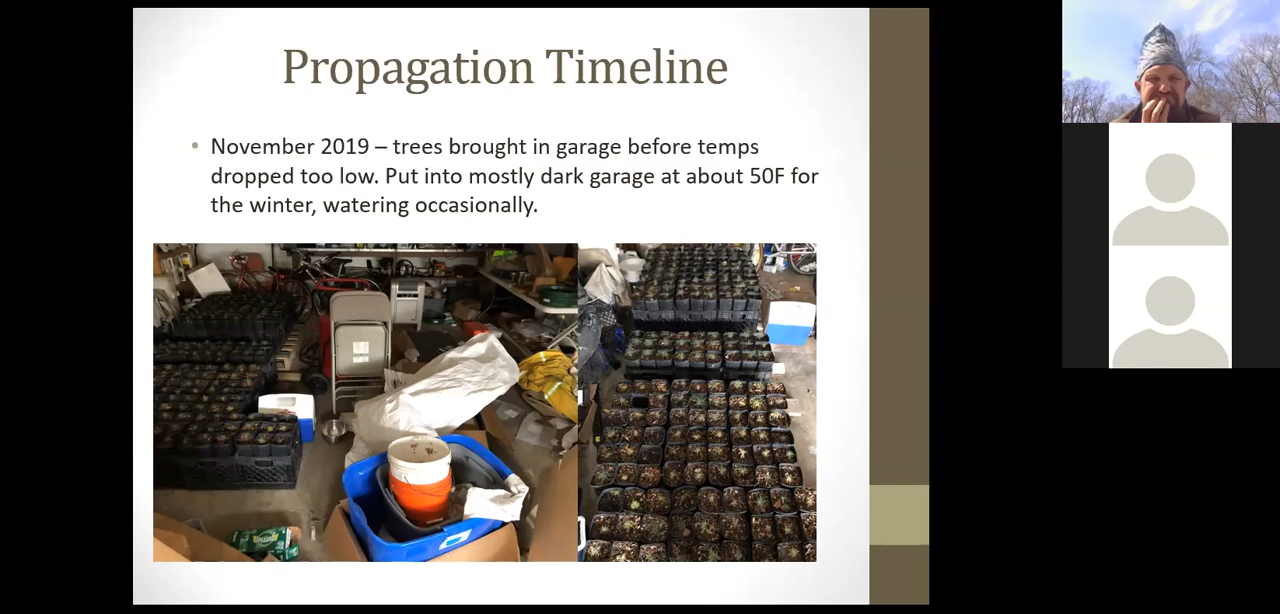 Propagation Timeline
• November 2019 – trees brought in garage before temps
dropped too low. Put into mostly dark garage at about 50F for
the winter, watering occasionally.